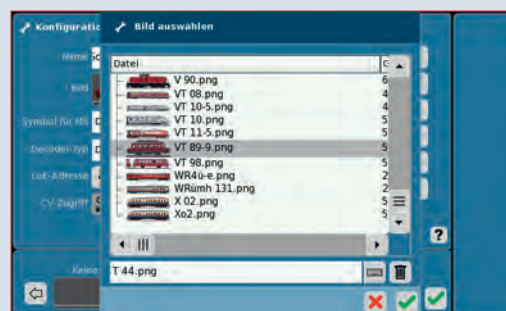 Konfiguratio
Bild auswählen
Name
Bild
Symbol für MS
Decoder-Typ
Lok-Adresse
CV-Zugriff
Datei
V 90.png
VT 08.png
VT 10-5.png
VT 10.png
VT 11-5.png
VT 89-9.png
VT 98.png
WR4ü-e.png
WRümh 131.png
X 02.png
Xo2.png
6
4
4
5
5
5
5
2
2
5
5
?
Keine
T 44.png